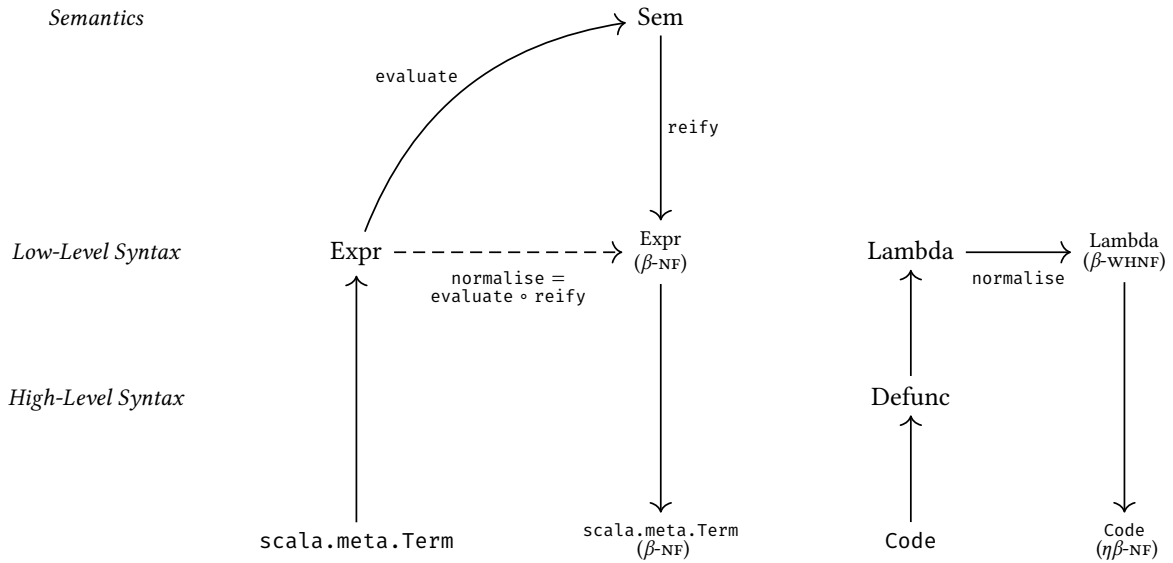 Semantics
Sem
evaluate
reify
Low-Level Syntax
Expr
Expr
(β-NF)
normalise =
evaluate ∘ reify
Lambda
normalise
Lambda
(β-WHNF)
High-Level Syntax
Defunc
scala.meta.Term
scala.meta.Term
(β-NF)
Code
Code
(ηβ-NF)